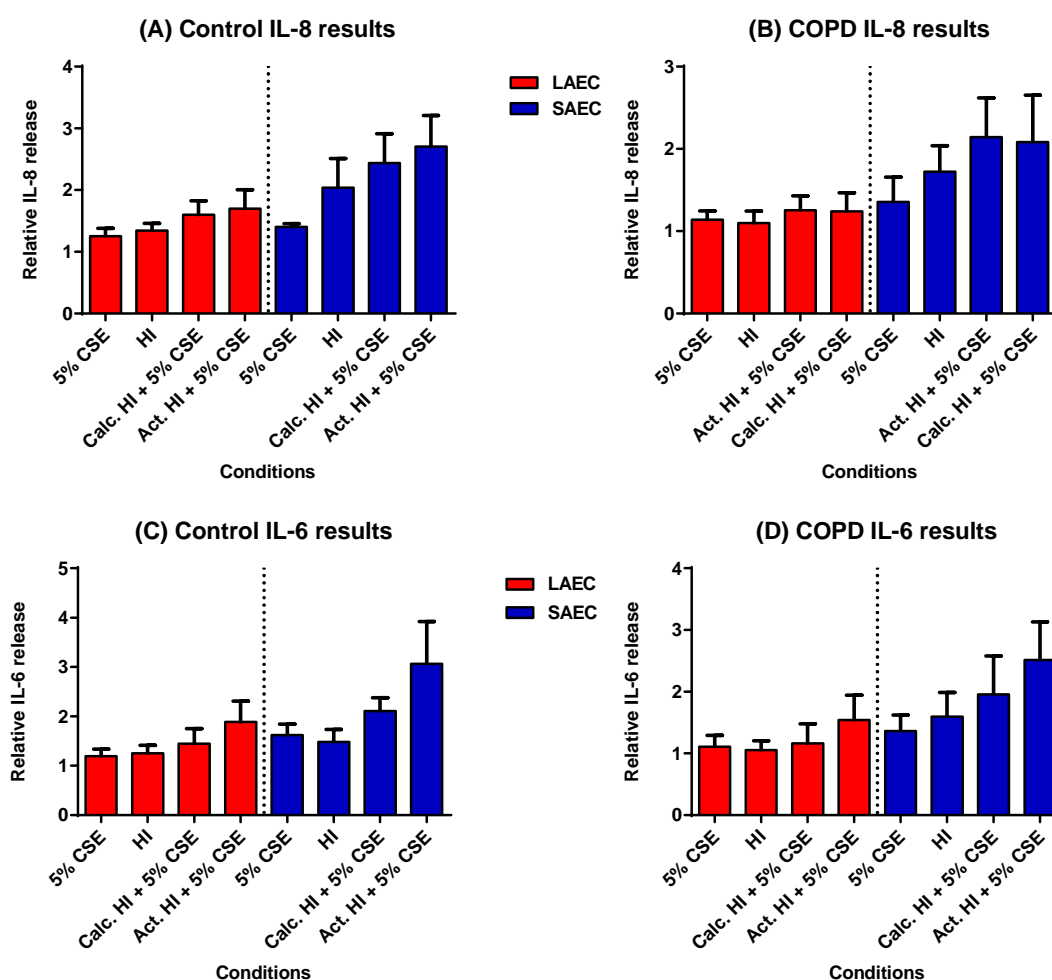 (A) Control IL-8 results
Relative IL-8 release
4
3
2
1
0
5% CSE
HI
Calc. HI + 5% CSE
Act. HI + 5% CSE
5% CSE
HI
Calc. HI + 5% CSE
Act. HI + 5% CSE
Conditions
LAEC
SAEC
(B) COPD IL-8 results
Relative IL-8 release
3
2
1
0
5% CSE
HI
Act. HI + 5% CSE
Calc. HI + 5% CSE
5% CSE
HI
Act. HI + 5% CSE
Calc. HI + 5% CSE
Conditions
(C) Control IL-6 results
Relative IL-6 release
5
4
3
2
1
0
5% CSE
HI
Calc. HI + 5% CSE
Act. HI + 5% CSE
5% CSE
HI
Calc. HI + 5% CSE
Act. HI + 5% CSE
Conditions
LAEC
SAEC
(D) COPD IL-6 results
Relative IL-6 release
4
3
2
1
0
5% CSE
HI
Calc. HI + 5% CSE
Act. HI + 5% CSE
5% CSE
HI
Calc. HI + 5% CSE
Act. HI + 5% CSE
Conditions